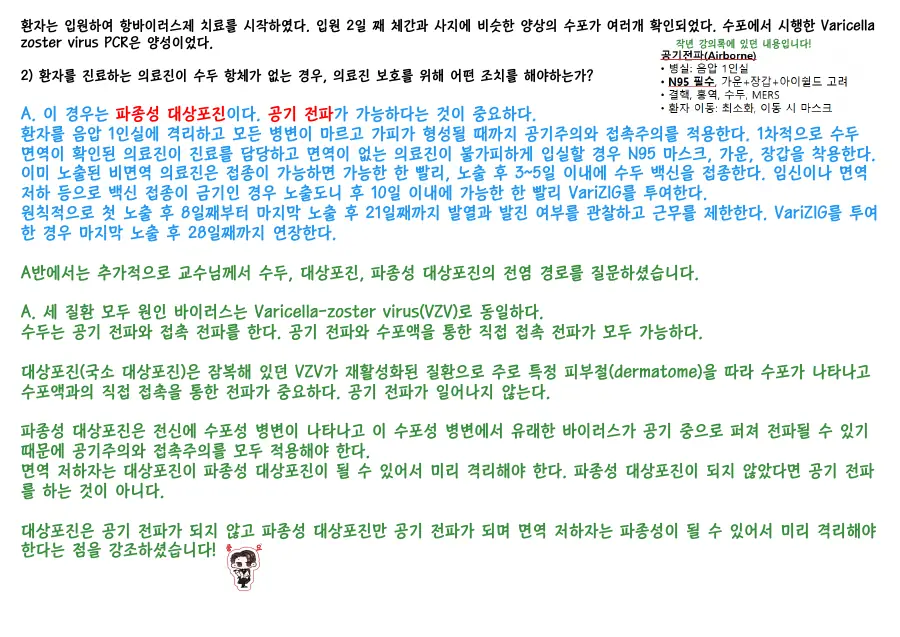 환자는 입원하여 항바이러스제 치료를 시작하였다. 입원 2일 째 체간과 사지에 비슷한 양상의 수포가 여러개 확인되었다. 수포에서 시행한 Varicella
zoster virus PCR은 양성이었다.
작년 강의록에 있던 내용입니다!
공기전파(Airborne)
• 병실: 음압 1인실
• N95 필수, 가운+장갑+아이쉴드 고려
• 결핵, 홍역, 수두, MERS
• 환자 이동: 최소화, 이동 시 마스크
2) 환자를 진료하는 의료진이 수두 항체가 없는 경우, 의료진 보호를 위해 어떤 조치를 해야하는가?
A. 이 경우는 파종성 대상포진이다. 공기 전파가 가능하다는 것이 중요하다.
환자를 음압 1인실에 격리하고 모든 병변이 마르고 가피가 형성될 때까지 공기주의와 접촉주의를 적용한다. 1차적으로 수두
면역이 확인된 의료진이 진료를 담당하고 면역이 없는 의료진이 불가피하게 입실할 경우 N95 마스크, 가운, 장갑을 착용한다.
이미 노출된 비면역 의료진은 접종이 가능하면 가능한 한 빨리, 노출 후 3~5일 이내에 수두 백신을 접종한다. 임신이나 면역
저하 등으로 백신 접종이 금기인 경우 노출도니 후 10일 이내에 가능한 한 빨리 VariZIG를 투여한다.
원칙적으로 첫 노출 후 8일째부터 마지막 노출 후 21일째까지 발열과 발진 여부를 관찰하고 근무를 제한한다. VariZIG를 투여
한 경우 마지막 노출 후 28일째까지 연장한다.
A반에서는 추가적으로 교수님께서 수두, 대상포진, 파종성 대상포진의 전염 경로를 질문하셨습니다.
A. 세 질환 모두 원인 바이러스는 Varicella-zoster virus(VZV)로 동일하다.
수두는 공기 전파와 접촉 전파를 한다. 공기 전파와 수포액을 통한 직접 접촉 전파가 모두 가능하다.
대상포진(국소 대상포진)은 잠복해 있던 VZV가 재활성화된 질환으로 주로 특정 피부절(dermatome)을 따라 수포가 나타나고
수포액과의 직접 접촉을 통한 전파가 중요하다. 공기 전파가 일어나지 않는다.
파종성 대상포진은 전신에 수포성 병변이 나타나고 이 수포성 병변에서 유래한 바이러스가 공기 중으로 퍼져 전파될 수 있기
때문에 공기주의와 접촉주의를 모두 적용해야 한다.
면역 저하자는 대상포진이 파종성 대상포진이 될 수 있어서 미리 격리해야 한다. 파종성 대상포진이 되지 않았다면 공기 전파
를 하는 것이 아니다.
대상포진은 공기 전파가 되지 않고 파종성 대상포진만 공기 전파가 되며 면역 저하자는 파종성이 될 수 있어서 미리 격리해야
한다는 점을 강조하셨습니다!